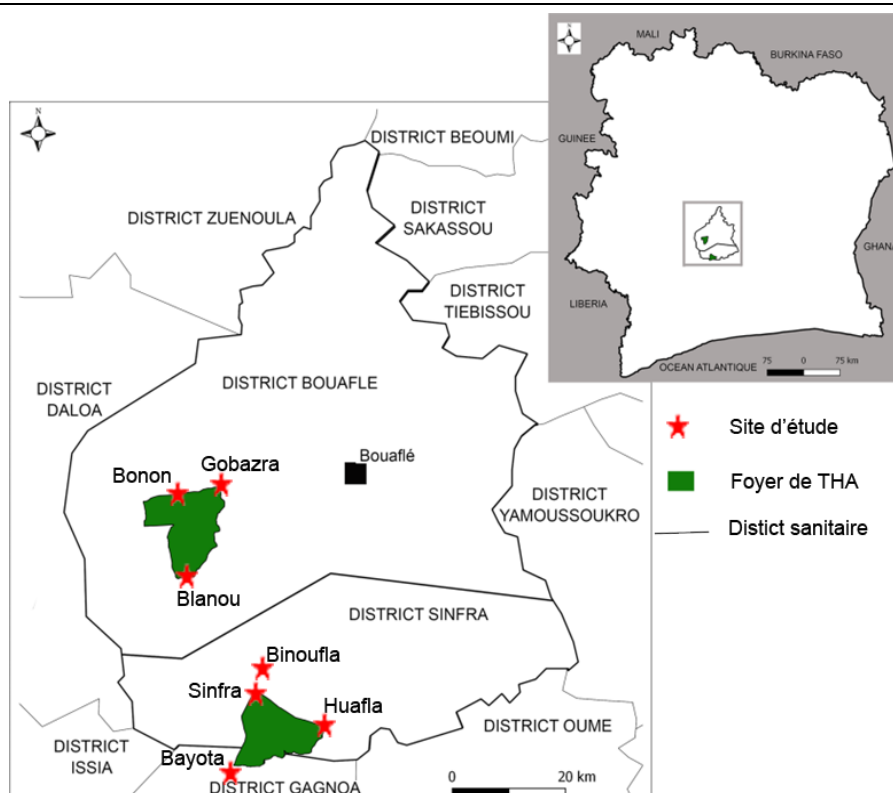 N
MALI
BURKINA FASO
GUINEE
GHANA
LIBERIA
OCEAN ATLANTIQUE
75 0 75 km
N
DISTRICT BEOUMI
DISTRICT ZUENOULA
DISTRICT
SAKASSOU
DISTRICT
TIEBISSOU
DISTRICT
DALOA
DISTRICT BOUAFLE
Bouaflé
Gobazra
Bonon
DISTRICT
YAMOUSSOUKRO
Blanou
DISTRICT SINFRA
Binoufla
Sinfra
Huafla
DISTRICT OUME
DISTRICT
ISSIA
Bayota
DISTRICT GAGNOA
0 20 km
Site d'étude
Foyer de THA
Distict sanitaire